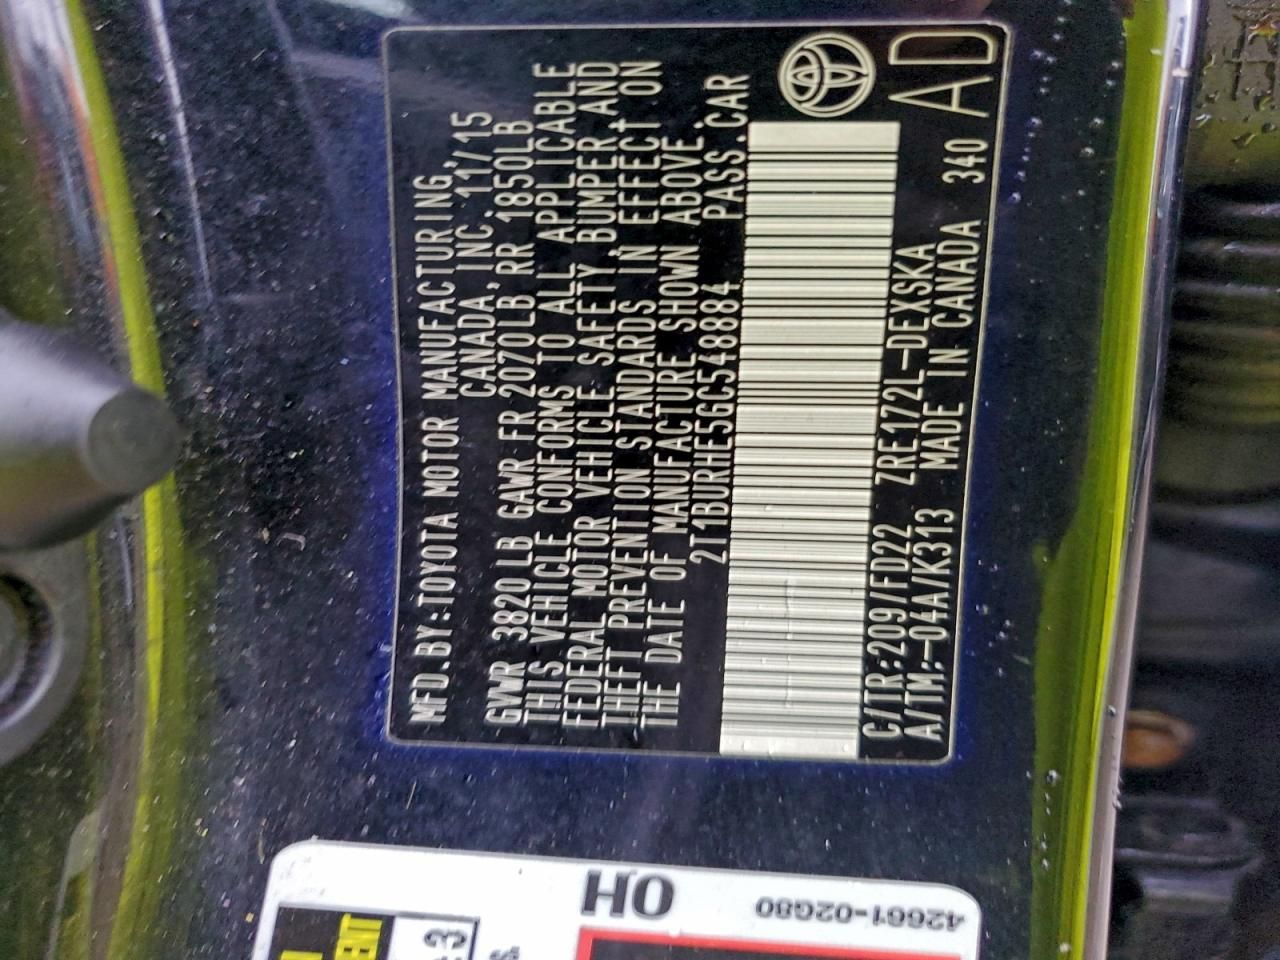 MFD.BY:TOYOTA MOTOR MANUFACTURING,
CANADA, INC. 11/15
GVWR 3820 LB GAWR FR 2070LB, RR 1850LB
THIS VEHICLE CONFORMS TO ALL APPLICABLE
FEDERAL MOTOR VEHICLE SAFETY, BUMPER, AND
THEFT PREVENTION STANDARDS IN EFFECT ON
THE DATE OF MANUFACTURE SHOWN ABOVE.
2T1BURHE5GC548884 PASS.CAR
C/TR:209/FD22 ZRE172L-DEXSKA
A/TM:-04A/K313 MADE IN CANADA 340 AD
OH
42661-02G80